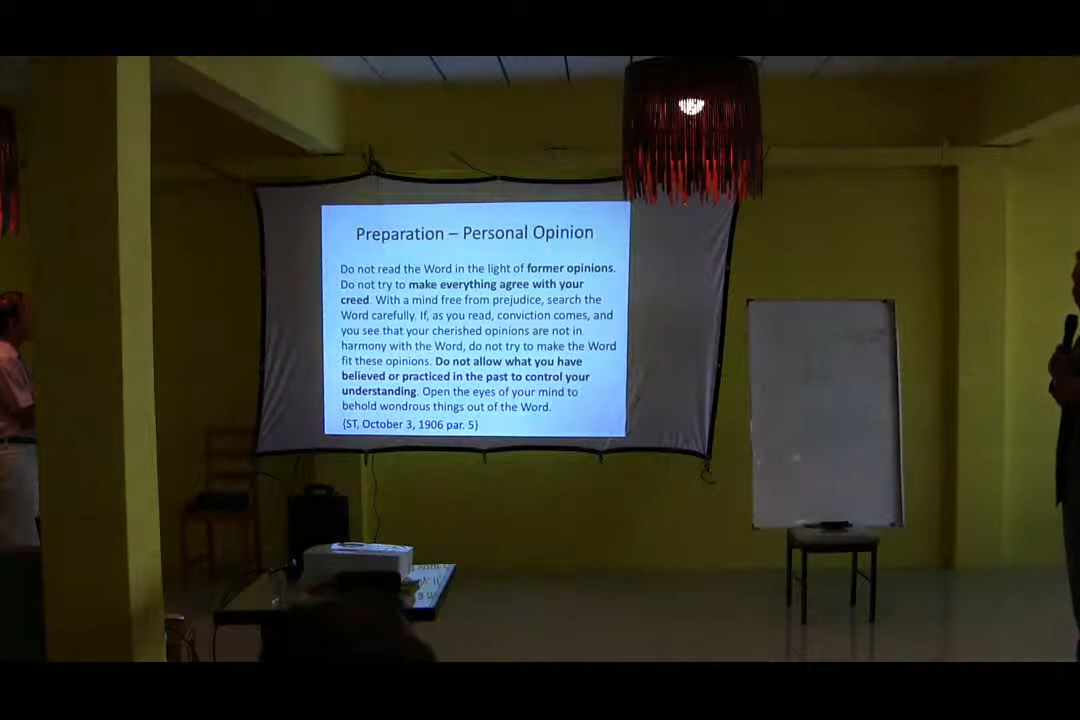 Preparation – Personal Opinion
Do not read the Word in the light of former opinions.
Do not try to make everything agree with your
creed. With a mind free from prejudice, search the
Word carefully. If, as you read, conviction comes, and
you see that your cherished opinions are not in
harmony with the Word, do not try to make the Word
fit these opinions. Do not allow what you have
believed or practiced in the past to control your
understanding. Open the eyes of your mind to
behold wondrous things out of the Word.
{ST, October 3, 1906 par. 5}